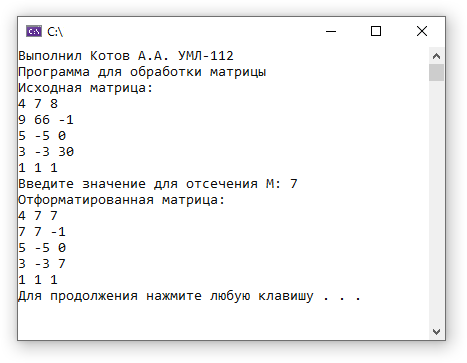 C:\
Выполнил Котов А.А. УМЛ-112
Программа для обработки матрицы
Исходная матрица:
4 7 8
9 66 -1
5 -5 0
3 -3 30
1 1 1
Введите значение для отсечения М: 7
Отформатированная матрица:
4 7 7
7 7 -1
5 -5 0
3 -3 7
1 1 1
Для продолжения нажмите любую клавишу . . .